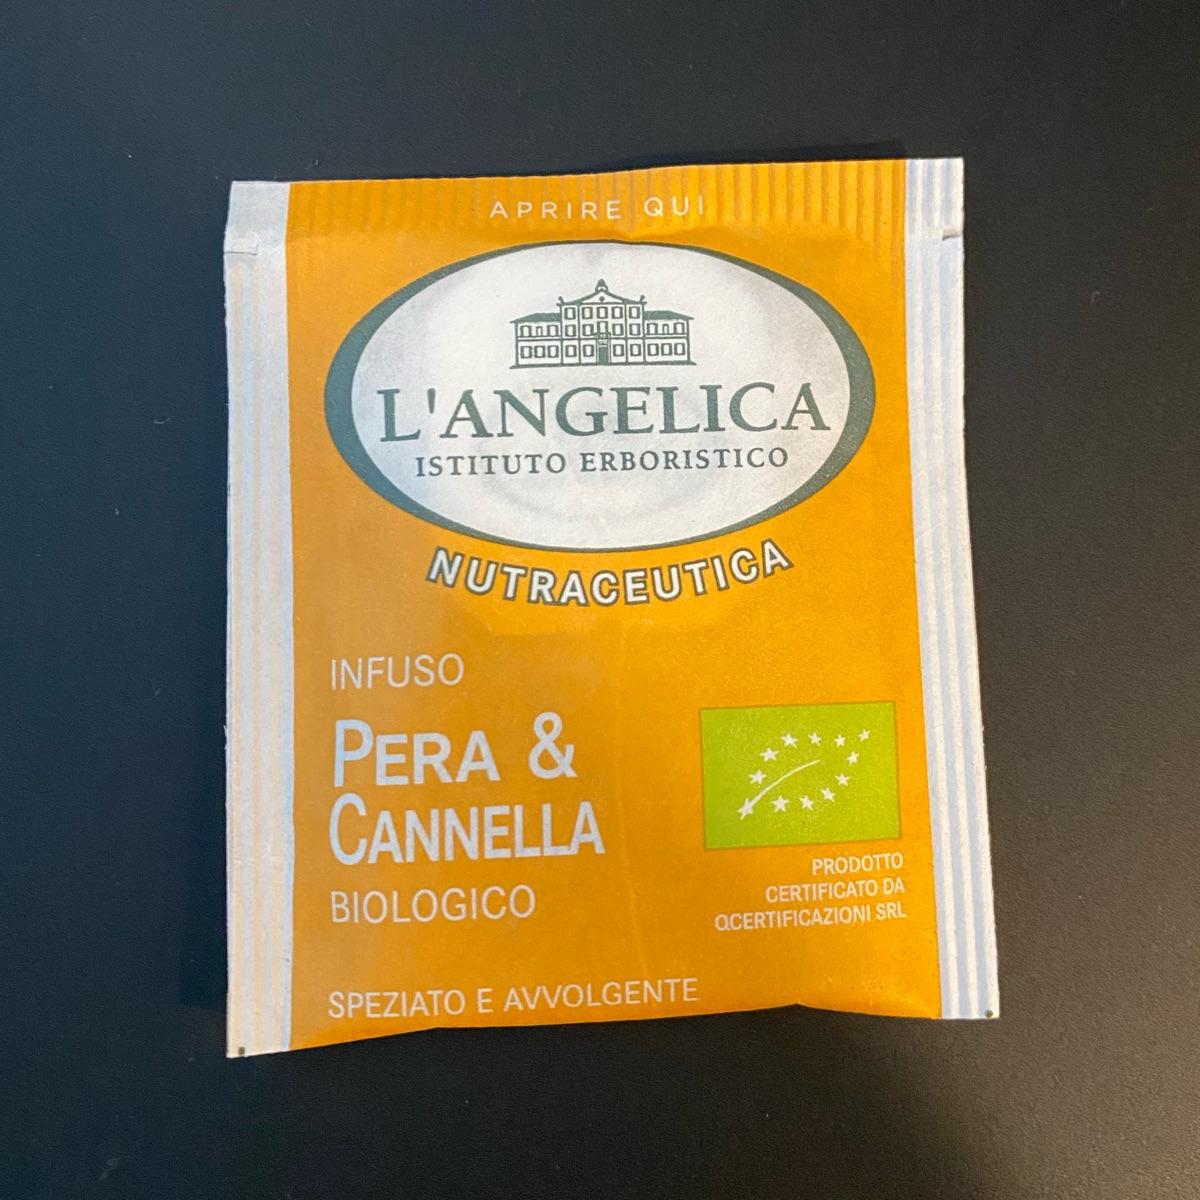 APRIRE QUI
L'ANGELICA
ISTITUTO ERBORISTICO
NUTRACEUTICA
INFUSO
PERA &
CANNELLA
BIOLOGICO
PRODOTTO
CERTIFICATO DA
QCERTIFICAZIONI SRL
SPEZIATO E AVVOLGENTE